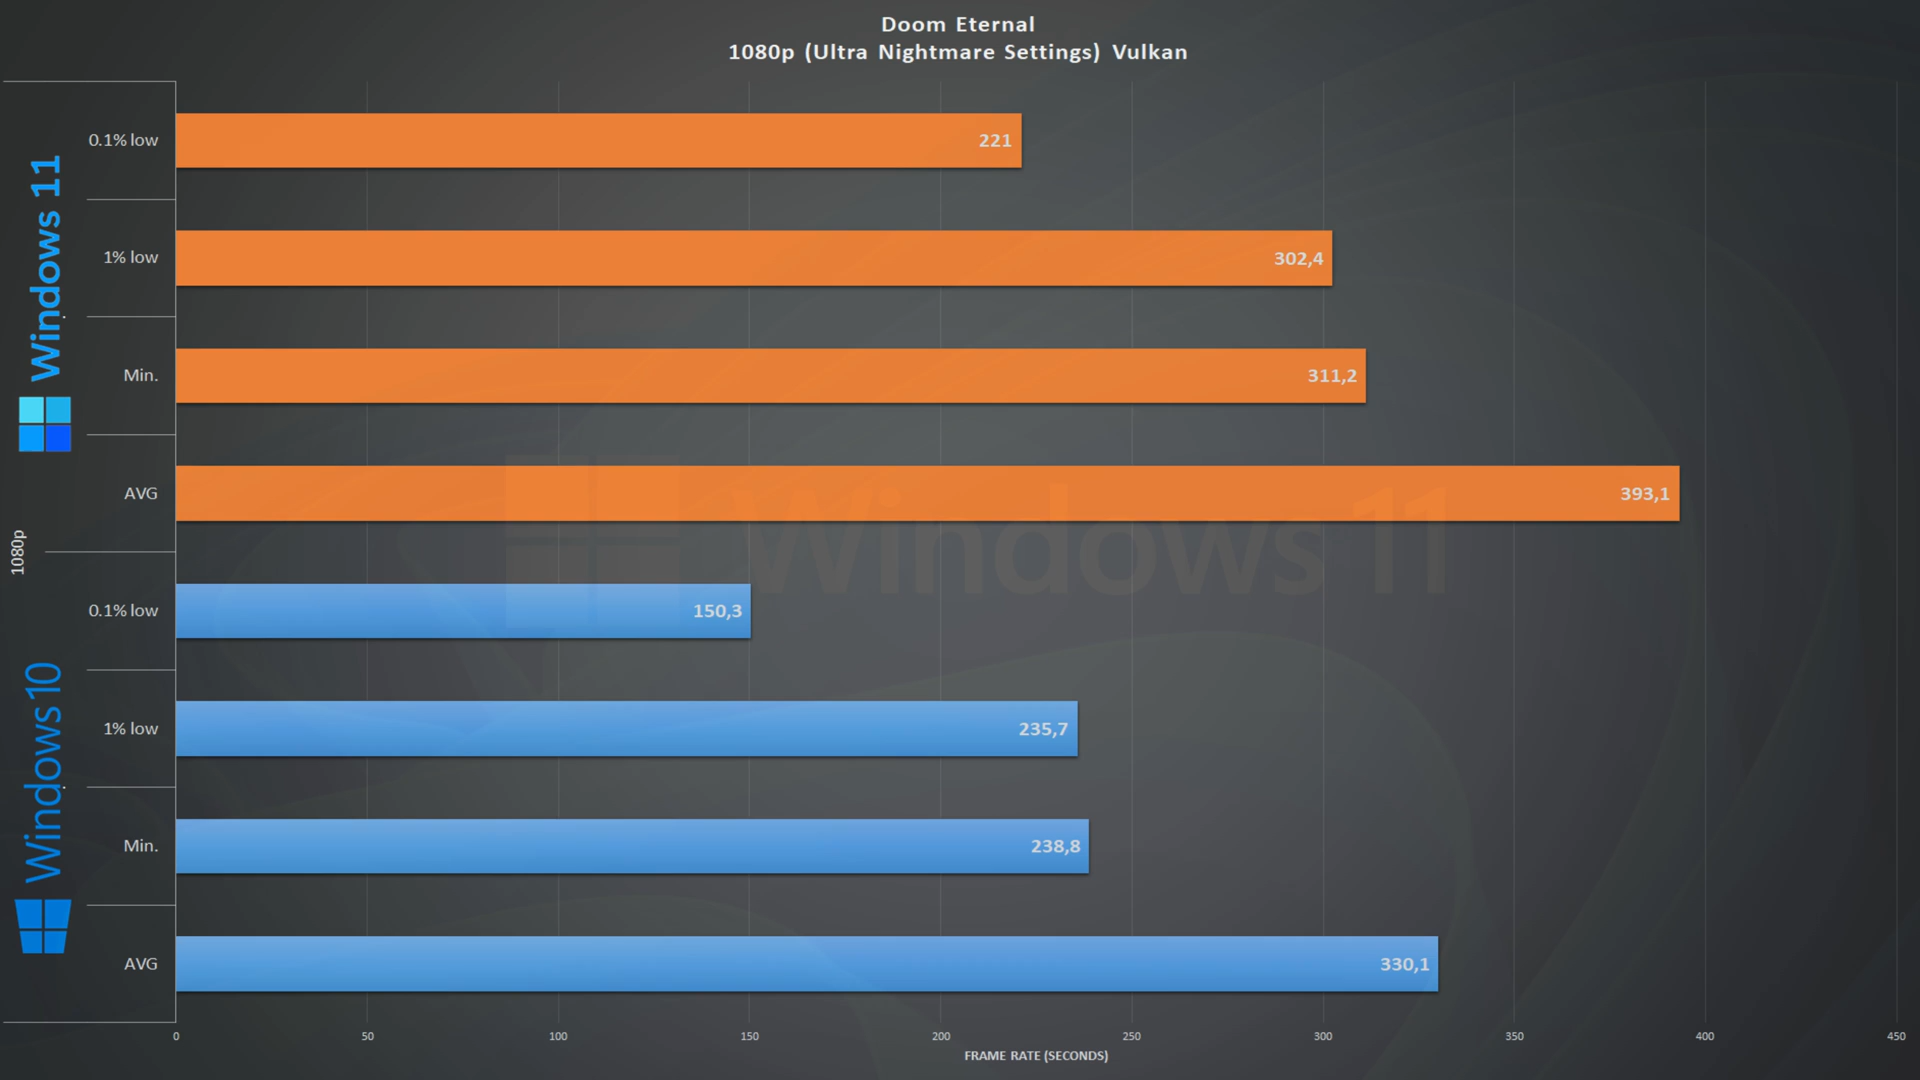 Doom Eternal
1080p (Ultra Nightmare Settings) Vulkan
1080p
Windows 11
0.1% low
221
1% low
302,4
Min.
311,2
AVG
393,1
Windows 11
Windows 10
0.1% low
150,3
1% low
235,7
Min.
238,8
AVG
330,1
0 50 100 150 200 250 300 350 400 450
FRAME RATE (SECONDS)